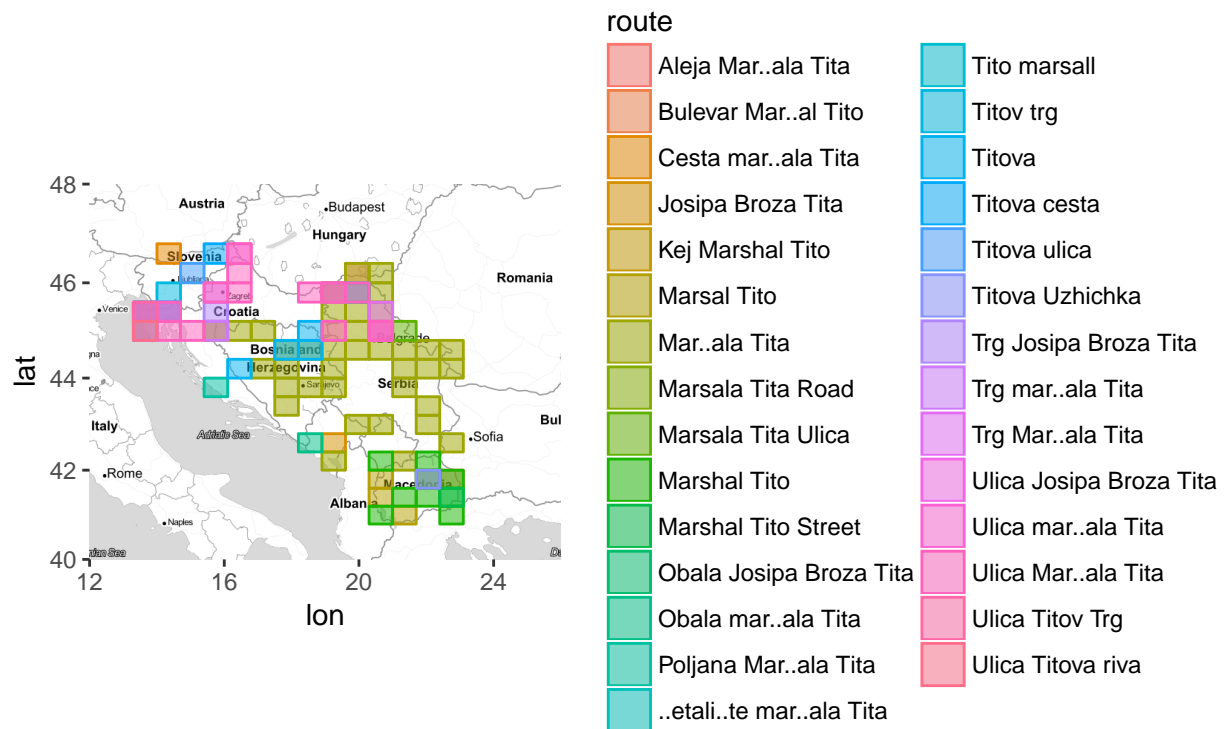 route
Aleja Mar..ala Tita
Bulevar Mar..al Tito
Cesta mar..ala Tita
Josipa Broza Tita
Kej Marshal Tito
Marsal Tito
Mar..ala Tita
Marsala Tita Road
Marsala Tita Ulica
Marshal Tito
Marshal Tito Street
Obala Josipa Broza Tita
Obala mar..ala Tita
Poljana Mar..ala Tita
..etali..te mar..ala Tita
Tito marsall
Titov trg
Titova
Titova cesta
Titova ulica
Titova Uzhichka
Trg Josipa Broza Tita
Trg mar..ala Tita
Trg Mar..ala Tita
Ulica Josipa Broza Tita
Ulica mar..ala Tita
Ulica Mar..ala Tita
Ulica Titov Trg
Ulica Titova riva
48
46
44
42
40
lat
12
16
20
24
lon
Austria
Budapest
Hungary
Slovenia
Ljubljana
Romania
Zagreb
Venice
Croatia
Belgrade
Bosnia and
Herzegovina
Sarajevo
Serbia
Italy
Adriatic Sea
Sofia
Bul
Rome
Macedonia
Albania
Naples